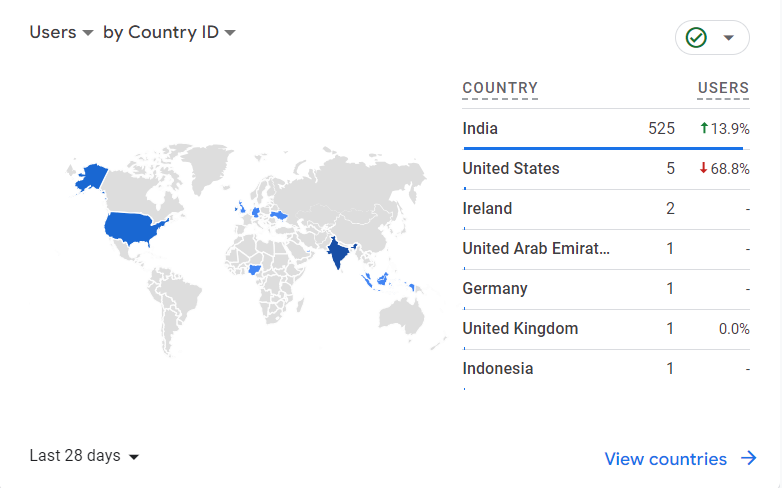 Users by Country ID
COUNTRY USERS
India 525 13.9%
United States 5 68.8%
Ireland 2 -
United Arab Emirat... 1 -
Germany 1 -
United Kingdom 1 0.0%
Indonesia 1 -
Last 28 days
View countries